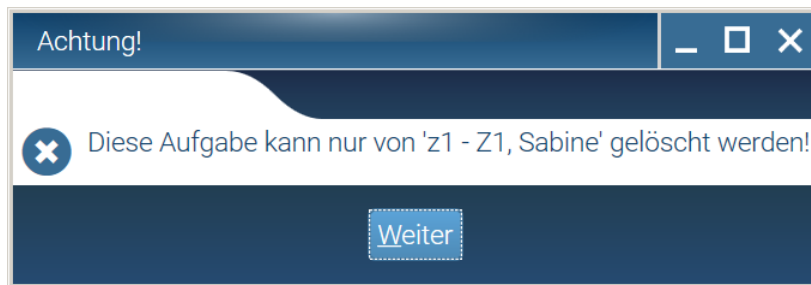 Achtung!
Diese Aufgabe kann nur von 'z1 - Z1, Sabine' gelöscht werden!
Weiter